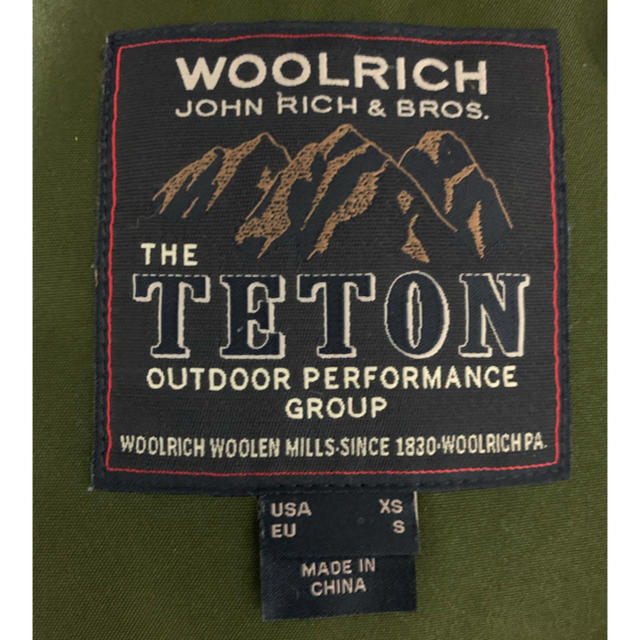 WOOLRICH
JOHN RICH & BROS.
THE
TETON
OUTDOOR PERFORMANCE
GROUP
WOOLRICH WOOLEN MILLS·SINCE 1830·WOOLRICH PA.
USA XS
EU S
MADE IN
CHINA